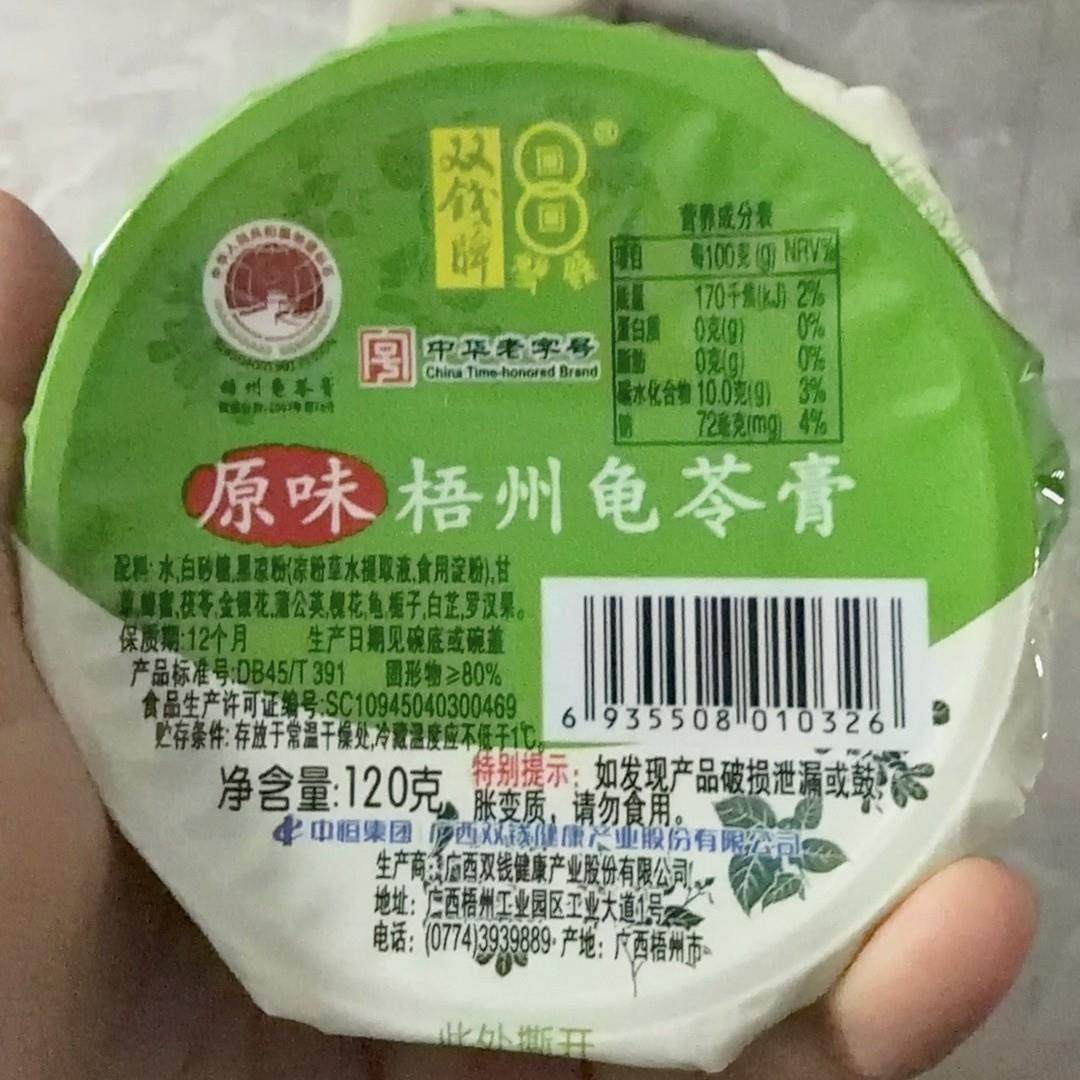 双钱牌
®
中华人民共和国地理标志
梧州龟苓膏
中华老字号
China Time-honored Brand
营养成分表
项目 每100克(g) NRV%
能量 170千焦(kJ) 2%
蛋白质 0克(g) 0%
脂肪 0克(g) 0%
碳水化合物 10.0克(g) 3%
钠 72毫克(mg) 4%
原味 梧州龟苓膏
配料:水,白砂糖,黑凉粉(凉粉草水提取液,食用淀粉),甘
草,蜂蜜,茯苓,金银花,蒲公英,槐花,龟,栀子,白芷,罗汉果。
保质期:12个月 生产日期见碗底或碗盖
产品标准号:DB45/T 391 固形物≥80%
食品生产许可证编号:SC10945040300469
贮存条件:存放于常温干燥处,冷藏温度应不低于1℃。
6 935508 010326
净含量:120克
特别提示:如发现产品破损泄漏或鼓
胀变质,请勿食用。
中恒集团 广西双钱健康产业股份有限公司
生产商:广西双钱健康产业股份有限公司
地址:广西梧州工业园区工业大道1号
电话:(0774)3939889 产地:广西梧州市
此处撕开